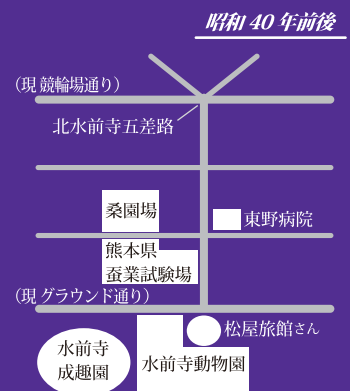 昭和40年前後
（現 競輪場通り）
北水前寺五差路
桑園場
東野病院
熊本県
蚕業試験場
（現 グラウンド通り）
松屋旅館さん
水前寺
成趣園
水前寺動物園